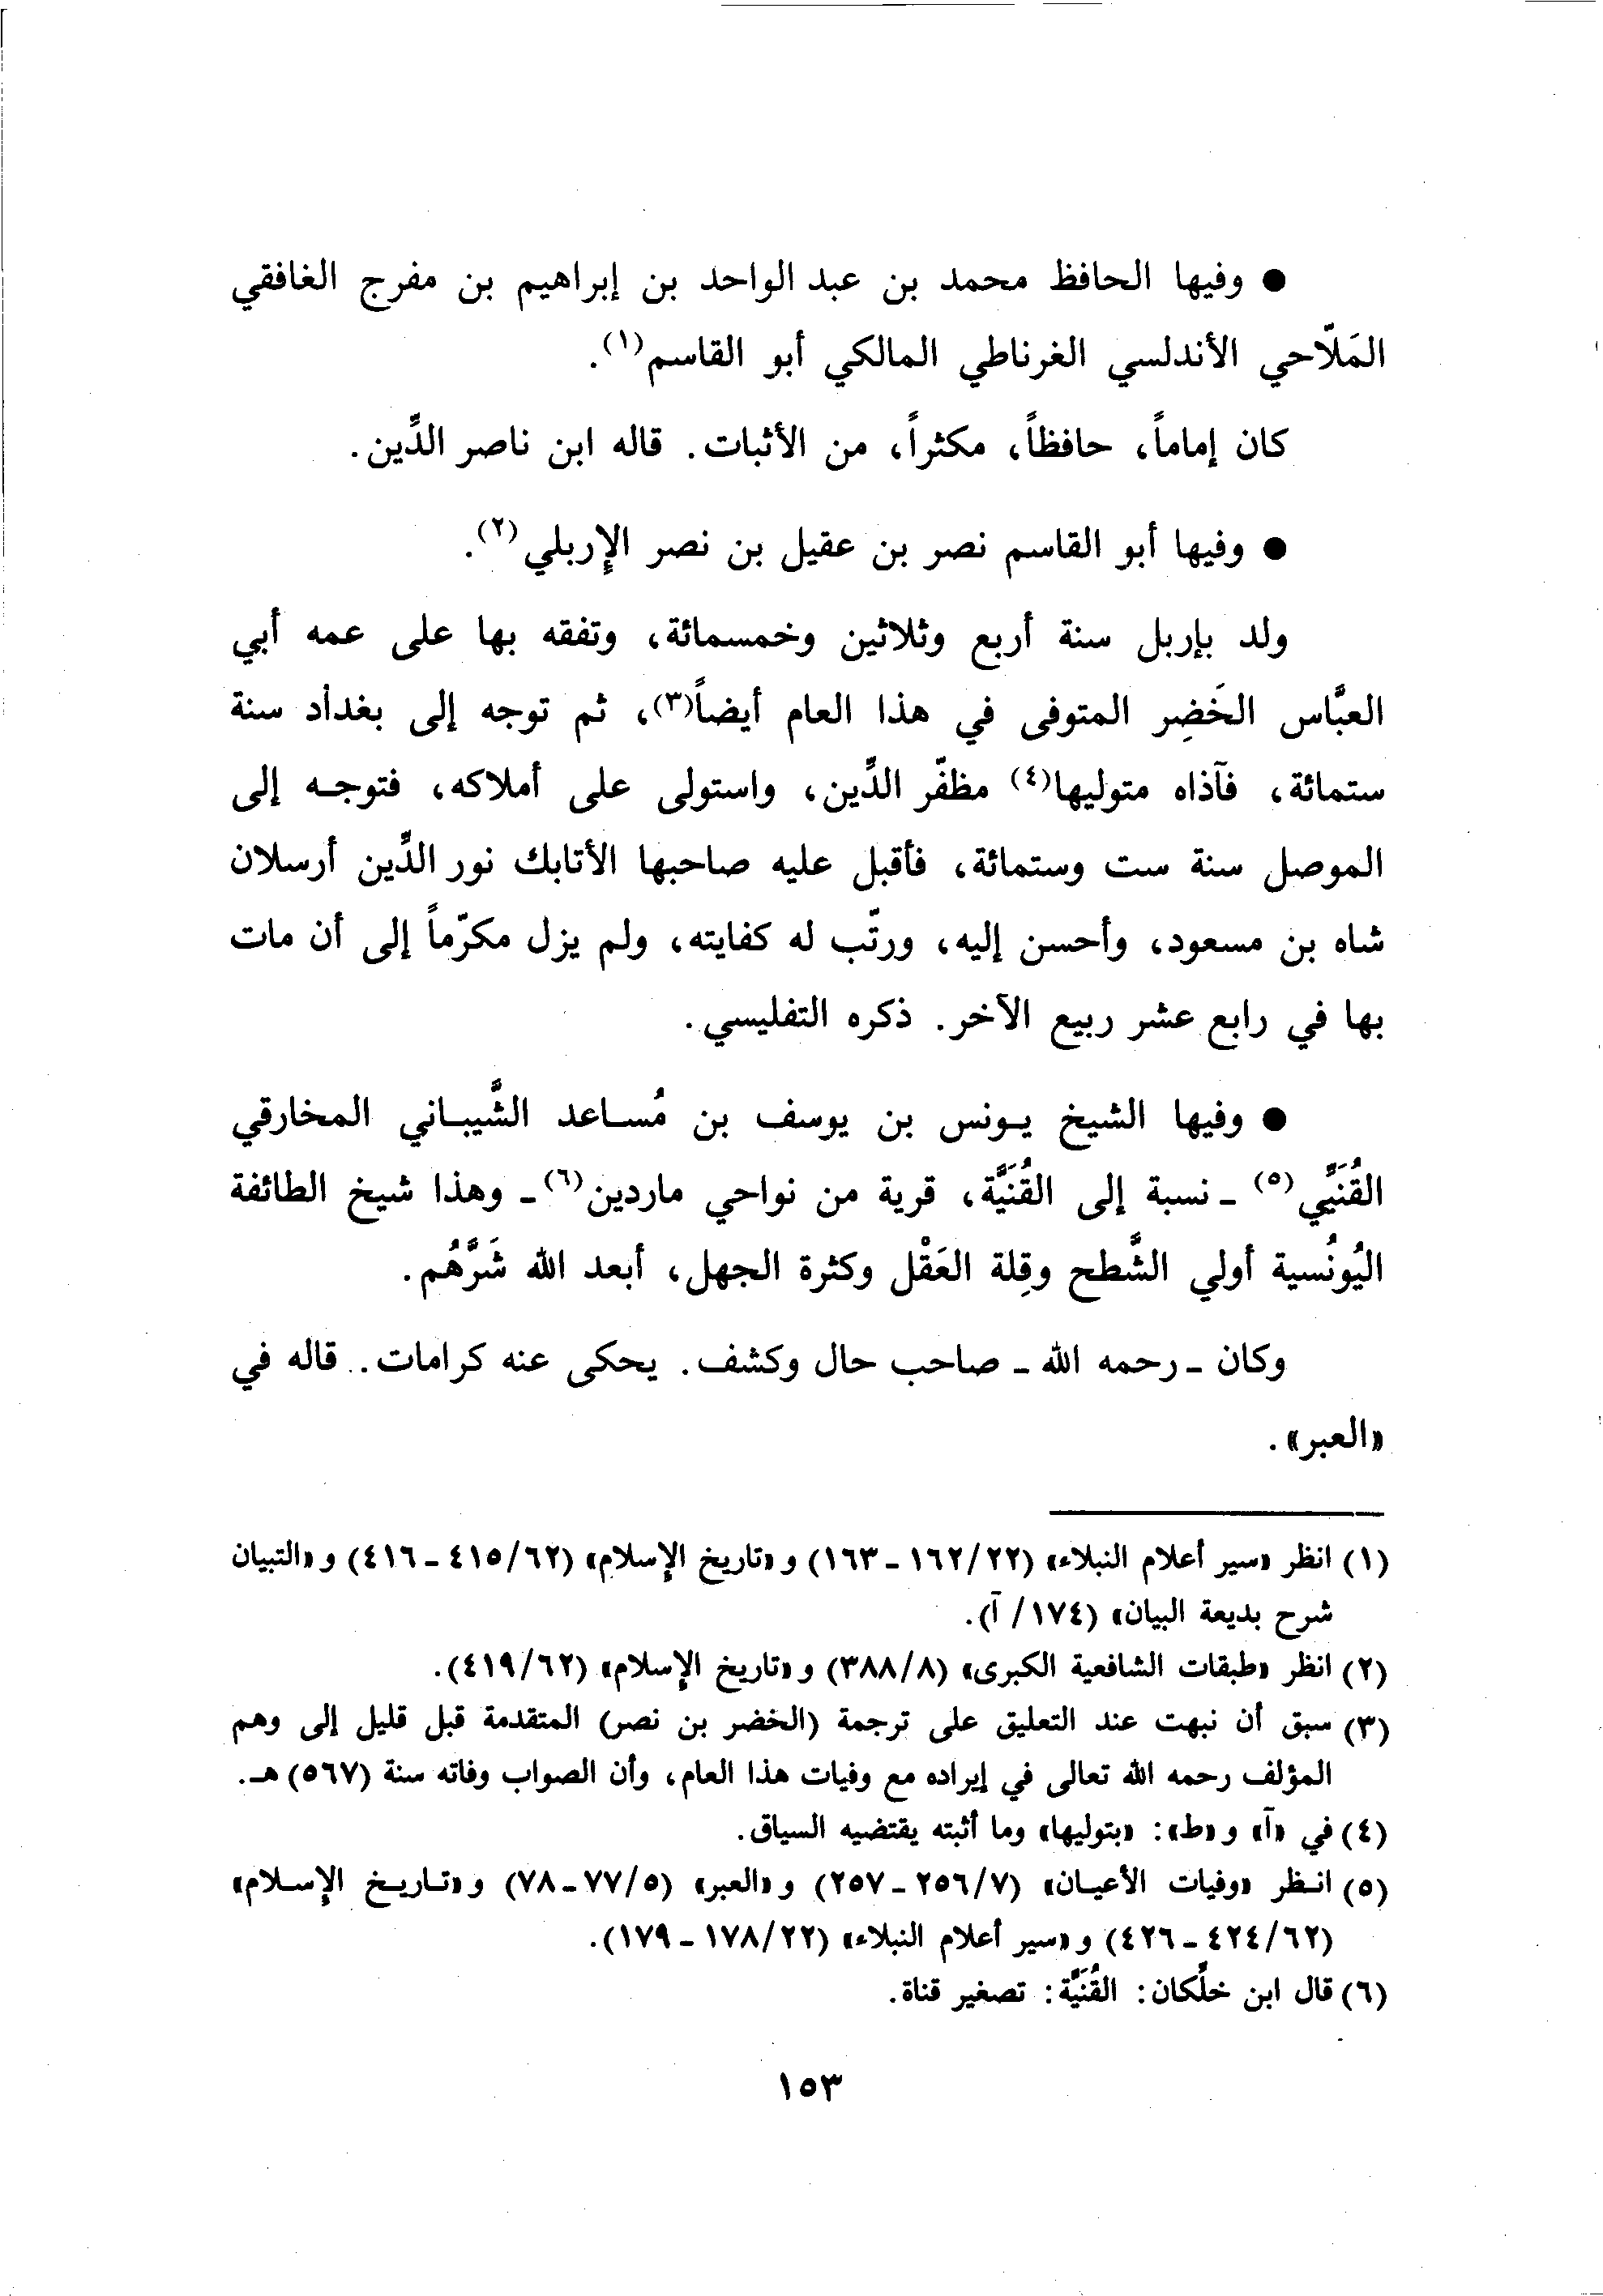 ● وفيها الحافظ محمد بن عبد الواحد بن إبراهيم بن مفرج الغافقي
المَلّاحي الأندلسي الغرناطي المالكي أبو القاسم(١).
كان إماماً، حافظاً، مكثراً، من الأثبات. قاله ابن ناصر الدِّين.
● وفيها أبو القاسم نصر بن عقيل بن نصر الإِربلي(٢).
ولد بإربل سنة أربع وثلاثين وخمسمائة، وتفقه بها على عمه أبي
العبَّاس الخَضِر المتوفى في هذا العام أيضاً(٣)، ثم توجه إلى بغداد سنة
ستمائة، فآذاه متوليها(٤) مظفّر الدِّين، واستولى على أملاكه، فتوجه إلى
الموصل سنة ست وستمائة، فأقبل عليه صاحبها الأتابك نور الدِّين أرسلان
شاه بن مسعود، وأحسن إليه، ورتّب له كفايته، ولم يزل مكرّماً إلى أن مات
بها في رابع عشر ربيع الآخر. ذكره التفليسي.
● وفيها الشيخ يونس بن يوسف بن مُساعد الشَّيباني المخارقي
القُنَيِّي(٥) - نسبة إلى القُنَيَّة، قرية من نواحي ماردين(٦) - وهذا شيخ الطائفة
اليُونُسية أولي الشَّطح وقِلة العَقْل وكثرة الجهل، أبعد الله شَرَّهُم.
وكان - رحمه الله - صاحب حال وكشف. يحكى عنه كرامات.. قاله في
«العبر».
(١) انظر «سير أعلام النبلاء» (٢٢/ ١٦٢ - ١٦٣) و «تاريخ الإسلام» (٦٢/ ٤١٥ - ٤١٦) و «التبيان
شرح بديعة البيان» (١٧٤/ آ).
(٢) انظر «طبقات الشافعية الكبرى» (٨/ ٣٨٨) و «تاريخ الإسلام» (٦٢/ ٤١٩).
(٣) سبق أن نبهت عند التعليق على ترجمة (الخضر بن نصر) المتقدمة قبل قليل إلى وهم
المؤلف رحمه الله تعالى في إيراده مع وفيات هذا العام، وأن الصواب وفاته سنة (٥٦٧) هـ.
(٤) في «آ» و «ط»: «بتوليها» وما أثبته يقتضيه السياق.
(٥) انظر «وفيات الأعيان» (٧/ ٢٥٦ - ٢٥٧) و «العبر» (٥/ ٧٧ - ٧٨) و «تاريخ الإسلام»
(٦٢/ ٤٢٤ - ٤٢٦) و «سير أعلام النبلاء» (٢٢/ ١٧٨ - ١٧٩).
(٦) قال ابن خلِّكان: القُنَيَّة: تصغير قناة.
١٥٣